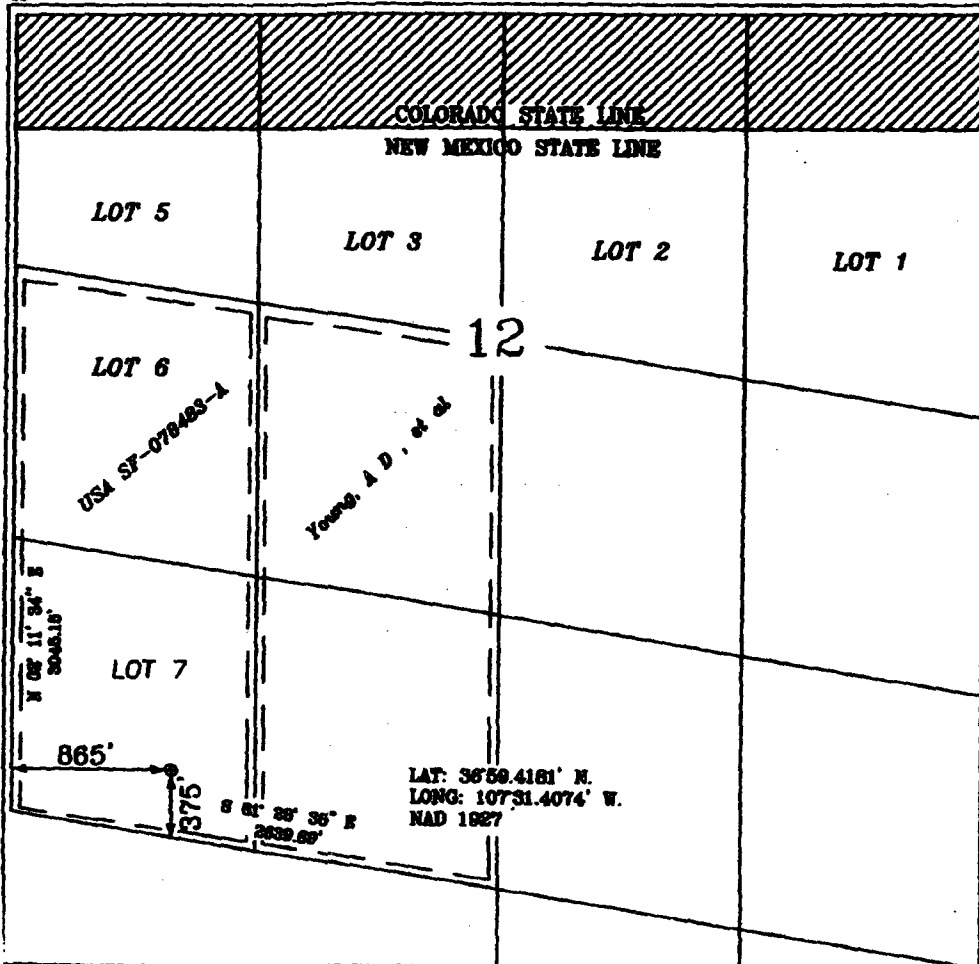 COLORADO STATE LINE
NEW MEXICO STATE LINE
LOT 5
LOT 3
LOT 2
LOT 1
12
LOT 6
USA SF-078483-A
Young, A D , et al
LOT 7
865'
375'
LAT: 36°59.4181' N.
LONG: 107°31.4074' W.
NAD 1927